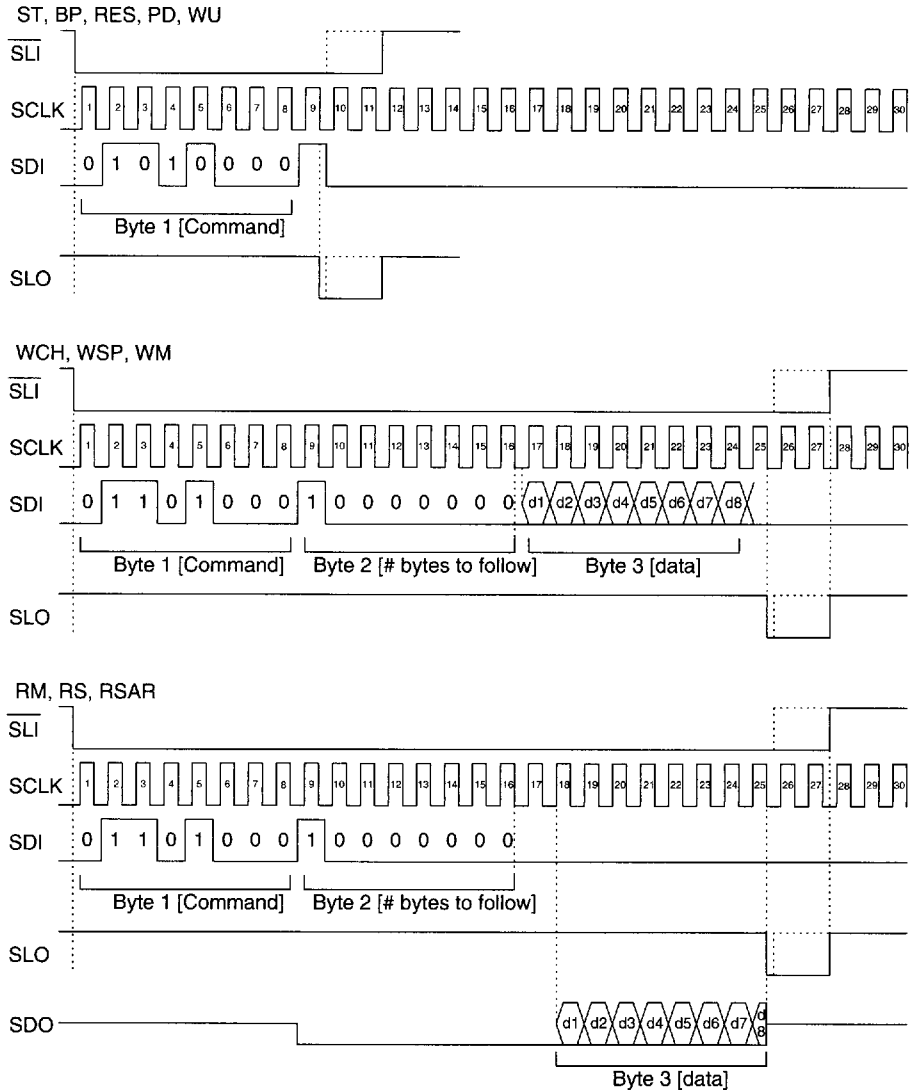 ST, BP, RES, PD, WU
SLI
SCLK 1 2 3 4 5 6 7 8 9 10 11 12 13 14 15 16 17 18 19 20 21 22 23 24 25 26 27 28 29 30
SDI 0 1 0 1 0 0 0 0
Byte 1 [Command]
SLO
WCH, WSP, WM
SLI
SCLK 1 2 3 4 5 6 7 8 9 10 11 12 13 14 15 16 17 18 19 20 21 22 23 24 25 26 27 28 29 30
SDI 0 1 1 0 1 0 0 0 1 0 0 0 0 0 0 0 d1 d2 d3 d4 d5 d6 d7 d8
Byte 1 [Command] Byte 2 [# bytes to follow] Byte 3 [data]
SLO
RM, RS, RSAR
SLI
SCLK 1 2 3 4 5 6 7 8 9 10 11 12 13 14 15 16 17 18 19 20 21 22 23 24 25 26 27 28 29 30
SDI 0 1 1 0 1 0 0 0 1 0 0 0 0 0 0 0
Byte 1 [Command] Byte 2 [# bytes to follow]
SLO
SDO d1 d2 d3 d4 d5 d6 d7 d8
Byte 3 [data]